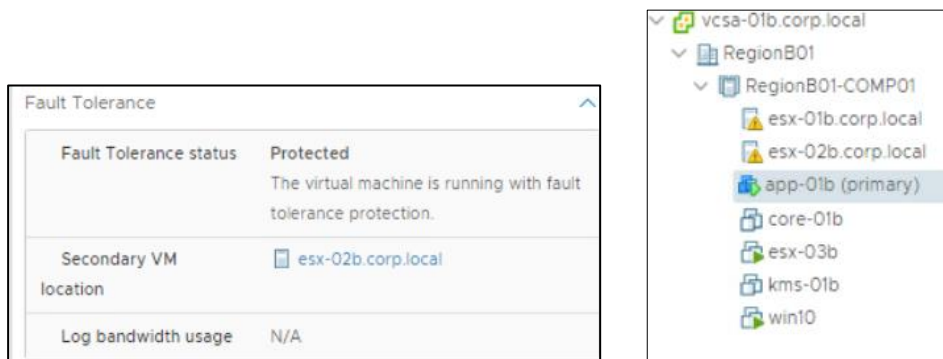 Fault Tolerance
Fault Tolerance status Protected
The virtual machine is running with fault
tolerance protection.
Secondary VM esx-02b.corp.local
location
Log bandwidth usage N/A
vcsa-01b.corp.local
RegionB01
RegionB01-COMP01
esx-01b.corp.local
esx-02b.corp.local
app-01b (primary)
core-01b
esx-03b
kms-01b
win10